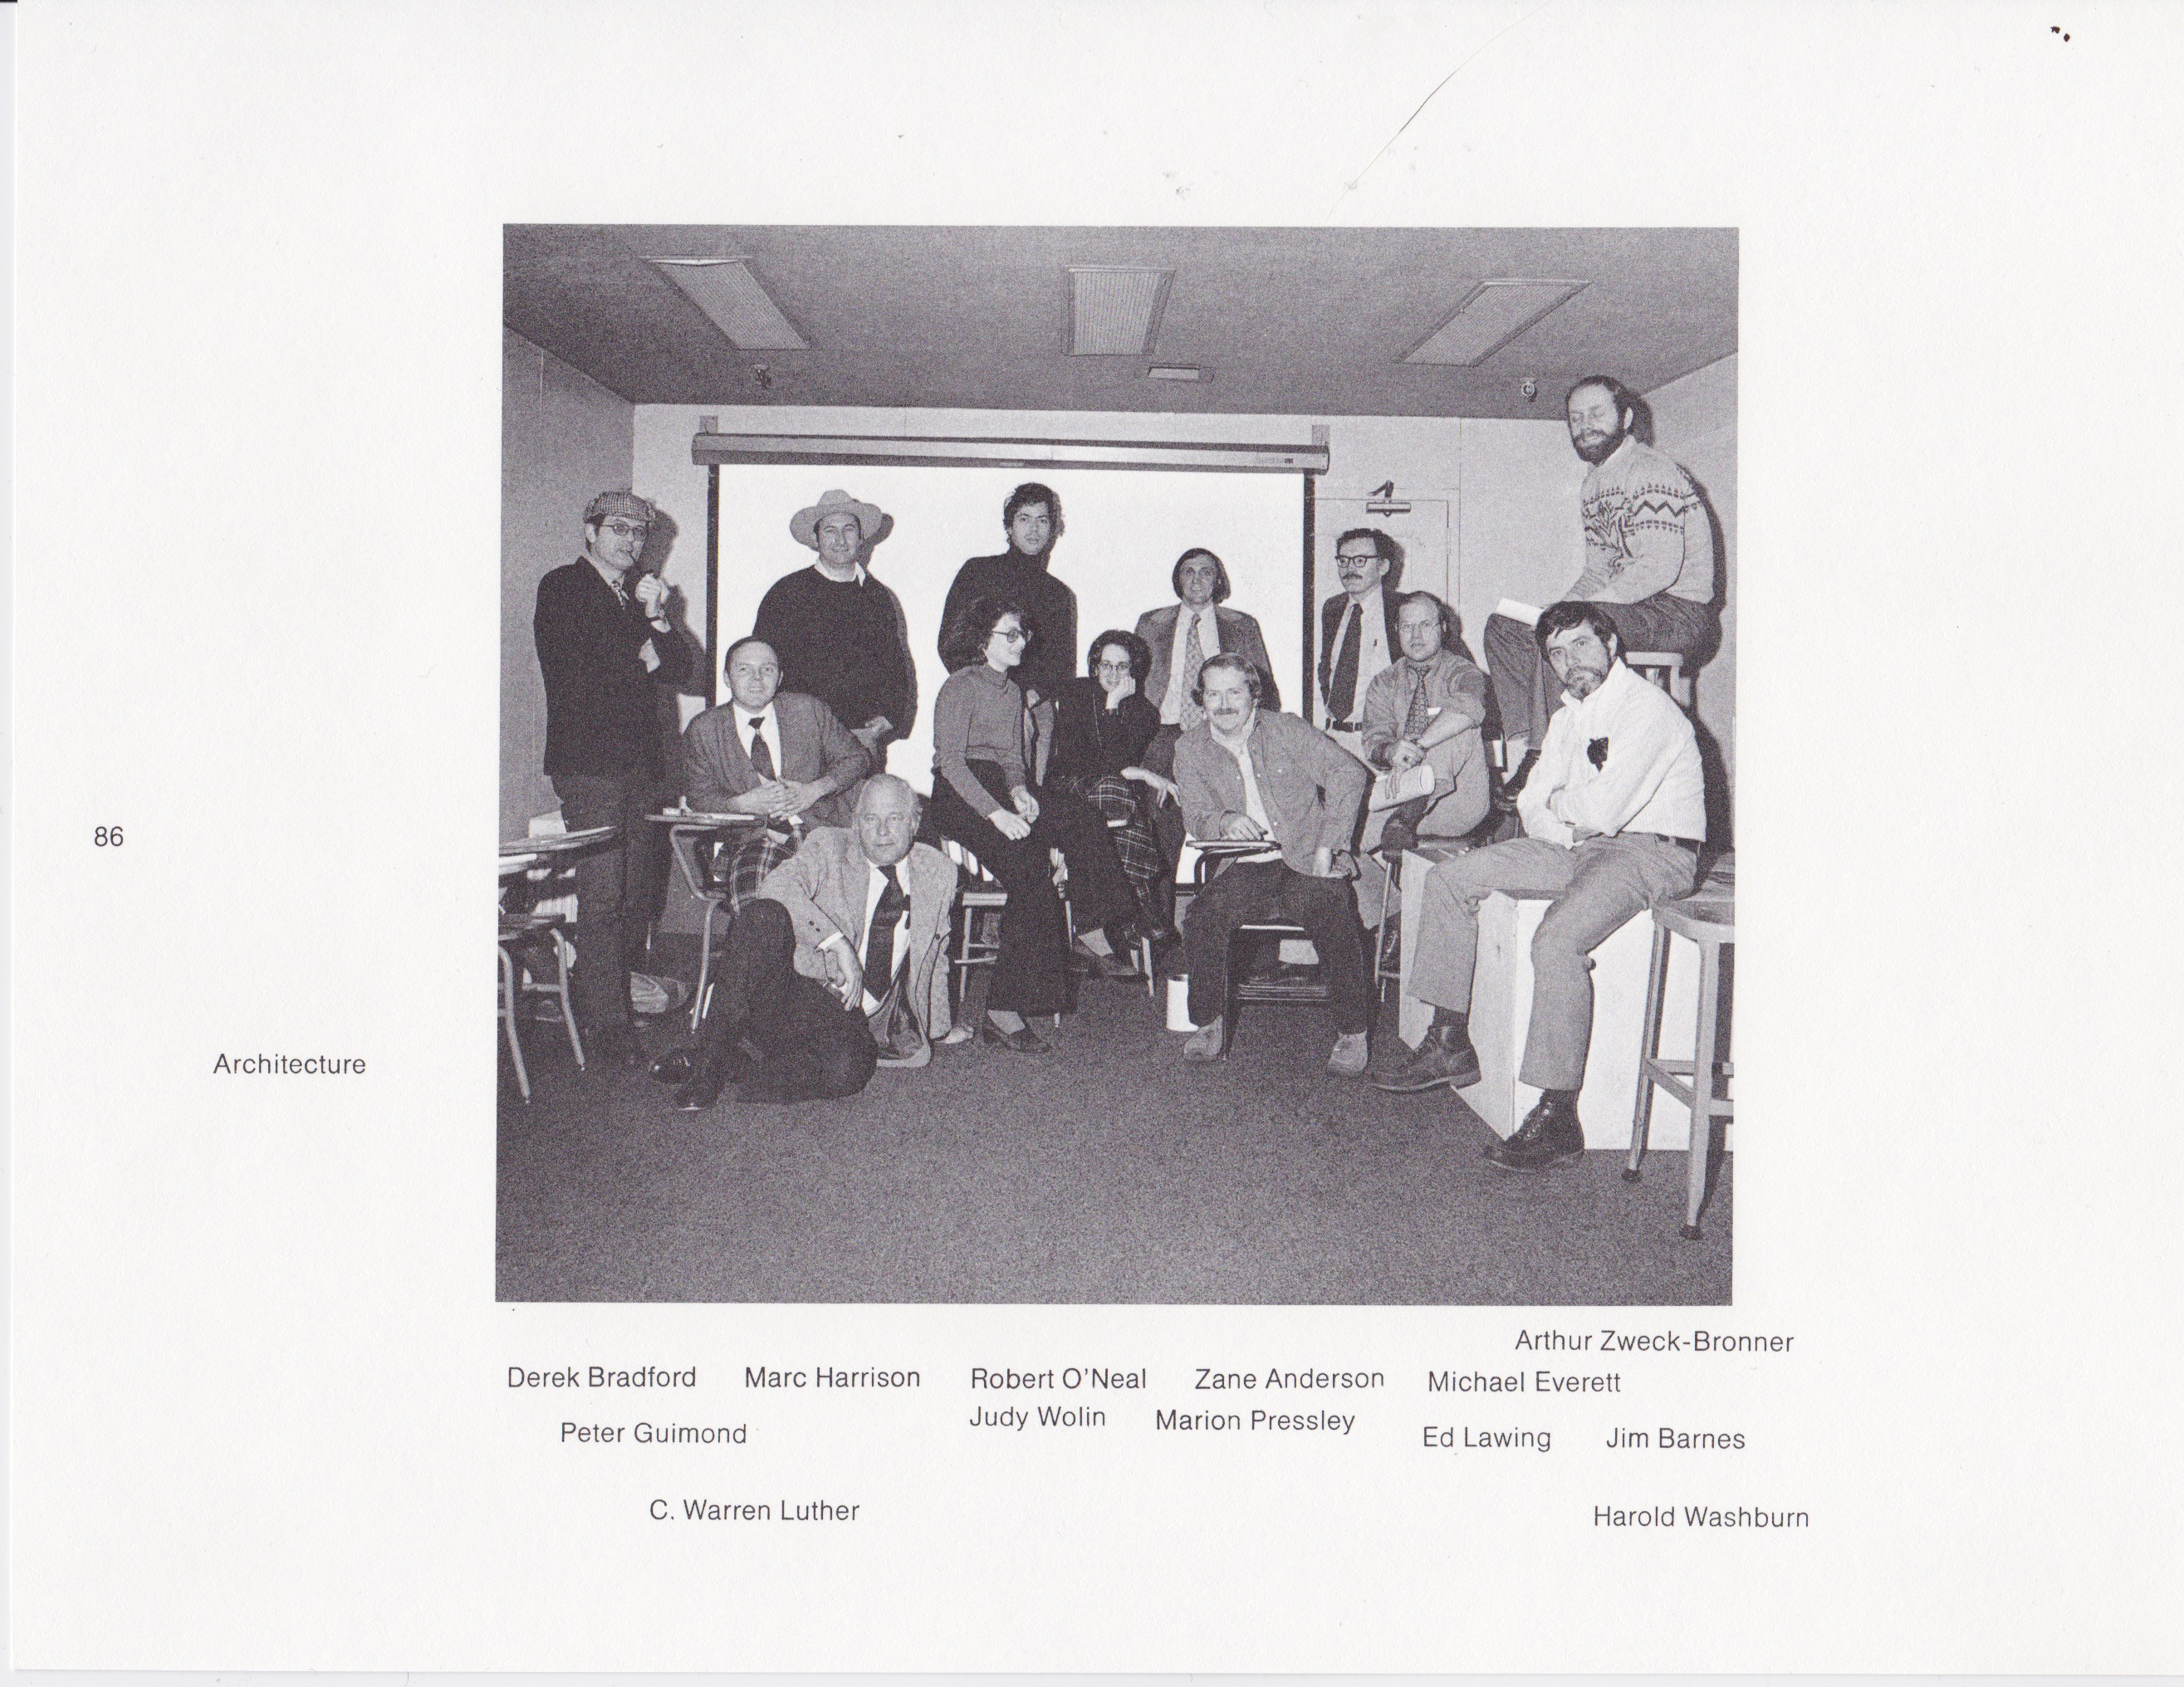 86
Architecture
Arthur Zweck-Bronner
Derek Bradford Marc Harrison Robert O'Neal Zane Anderson Michael Everett
Judy Wolin Marion Pressley
Peter Guimond Ed Lawing Jim Barnes
C. Warren Luther Harold Washburn